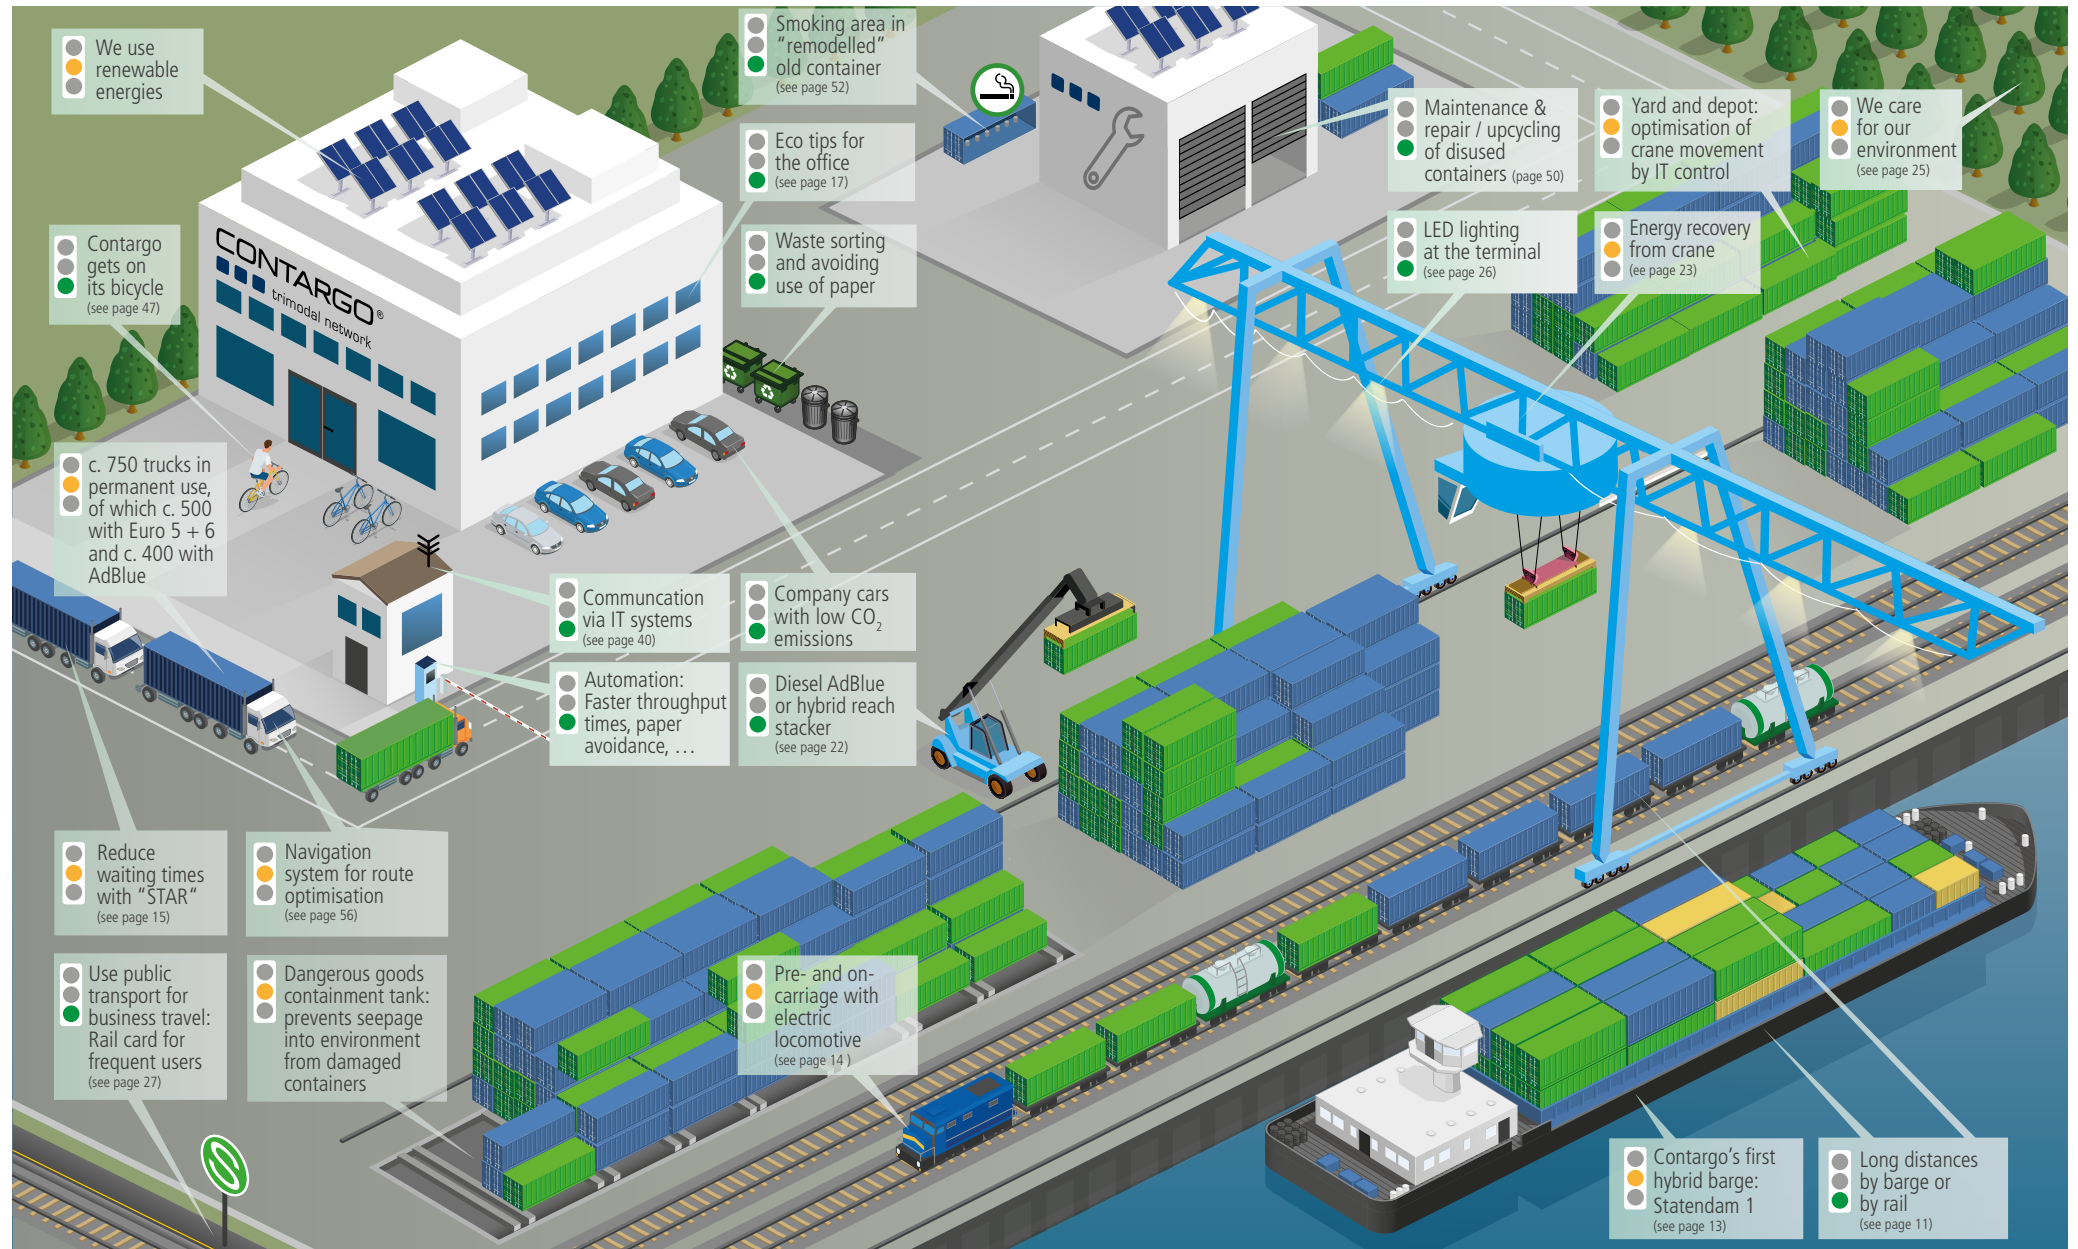 We use
renewable
energies
Smoking area in
“remodelled”
old container
(see page 52)
Eco tips for
the office
(see page 17)
Waste sorting
and avoiding
use of paper
Maintenance &
repair / upcycling
of disused
containers (page 50)
Yard and depot:
optimisation of
crane movement
by IT control
We care
for our
environment
(see page 25)
LED lighting
at the terminal
(see page 26)
Energy recovery
from crane
(ee page 23)
Contargo
gets on
its bicycle
(see page 47)
CONTARGO®
trimodal network
c. 750 trucks in
permanent use,
of which c. 500
with Euro 5 + 6
and c. 400 with
AdBlue
Communcation
via IT systems
(see page 40)
Company cars
with low CO2
emissions
Automation:
Faster throughput
times, paper
avoidance, …
Diesel AdBlue
or hybrid reach
stacker
(see page 22)
Reduce
waiting times
with “STAR“
(see page 15)
Navigation
system for route
optimisation
(see page 56)
Use public
transport for
business travel:
Rail card for
frequent users
(see page 27)
Dangerous goods
containment tank:
prevents seepage
into environment
from damaged
containers
Pre- and on-
carriage with
electric
locomotive
(see page 14 )
Contargo’s first
hybrid barge:
Statendam 1
(see page 13)
Long distances
by barge or
by rail
(see page 11)